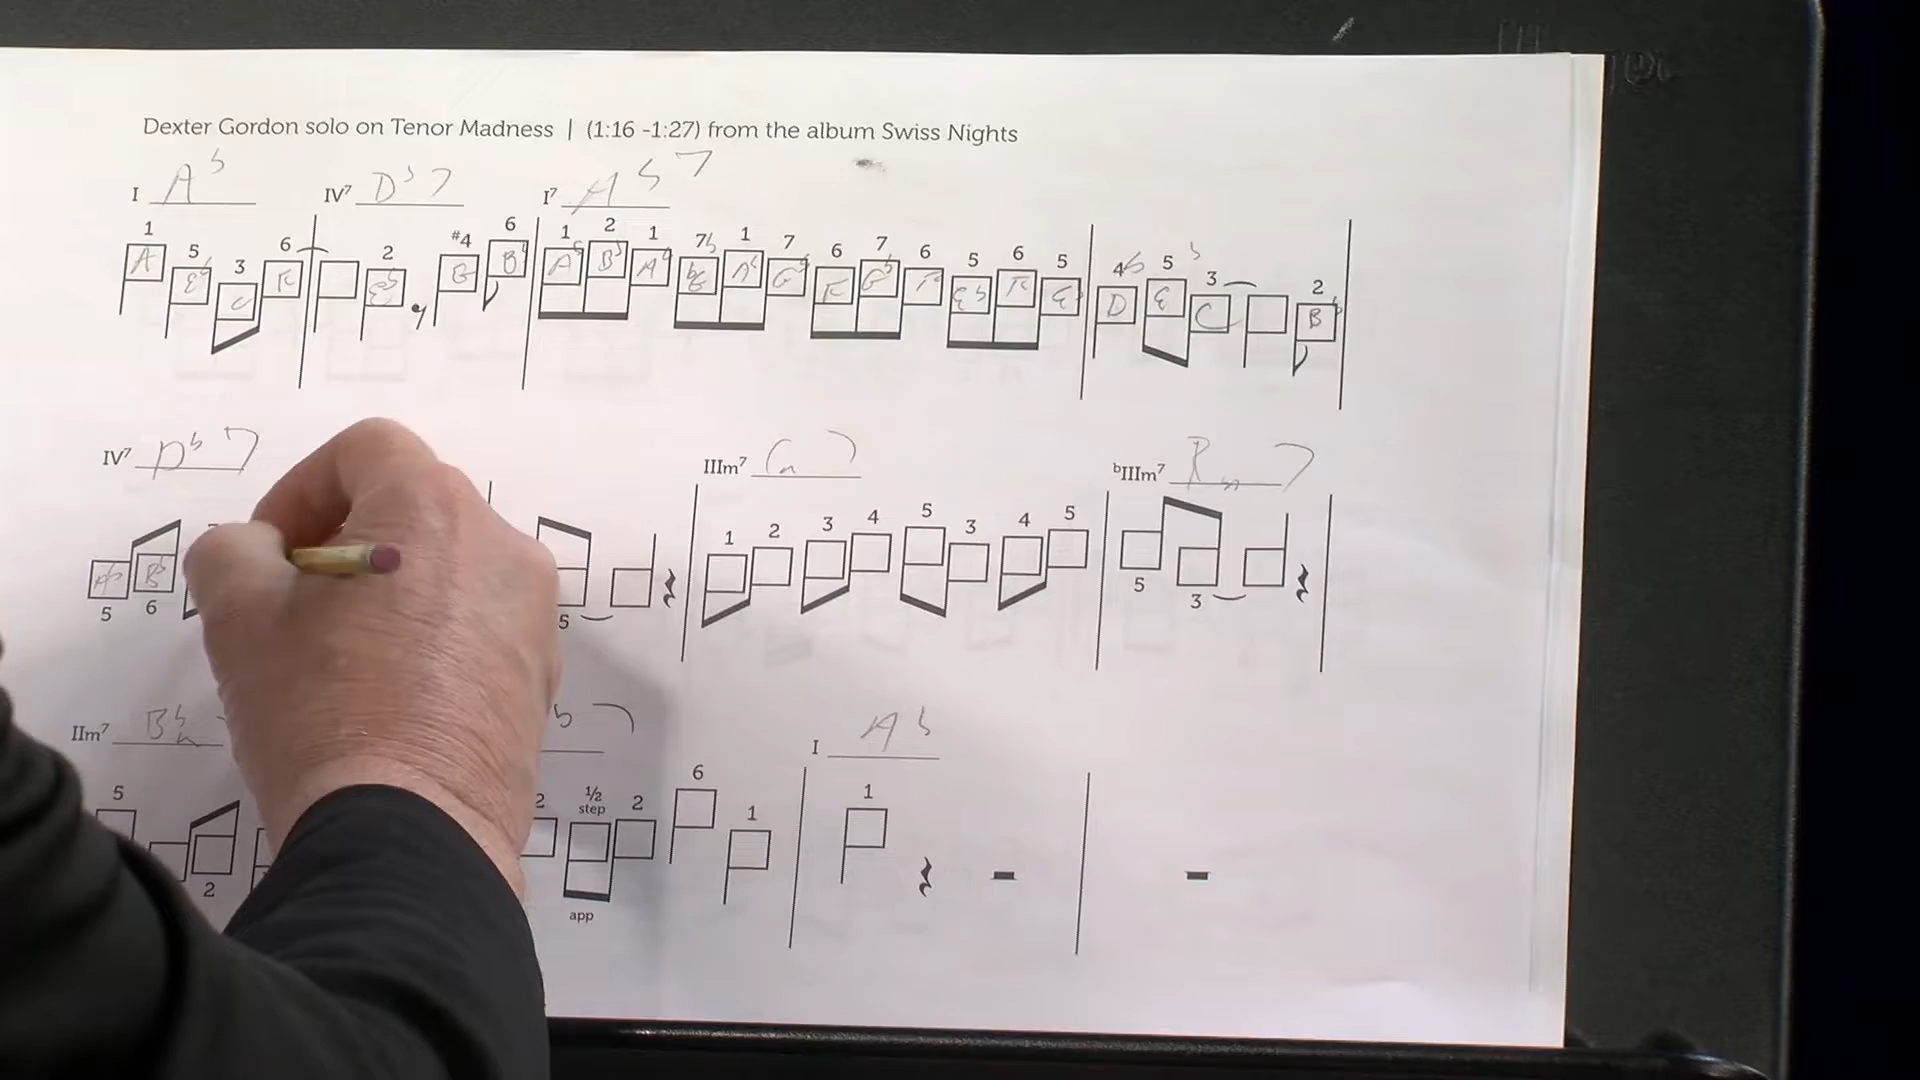 Dexter Gordon solo on Tenor Madness | (1:16 -1:27) from the album Swiss Nights
I A♭ IV7 D♭7 I7 A♭7
1 5 3 6 2 #4 6 1 2 1 7♭ 1 7 6 7 6 5 6 5 4♭ 5 3 2
A E♭ C F E♭ G B♭ A♭ B♭ A♭ A♭ G♭ F G♭ F E♭ F E♭ D E C B♭
IV7 D♭7 IIIm7 ♭IIIm7
1 2 3 4 5 3 4 5
A♭ B♭
5 6 5 5 3
IIm7 B♭m ♭7 I A♭
5 2 ½ step 2 6 1 1
2
app